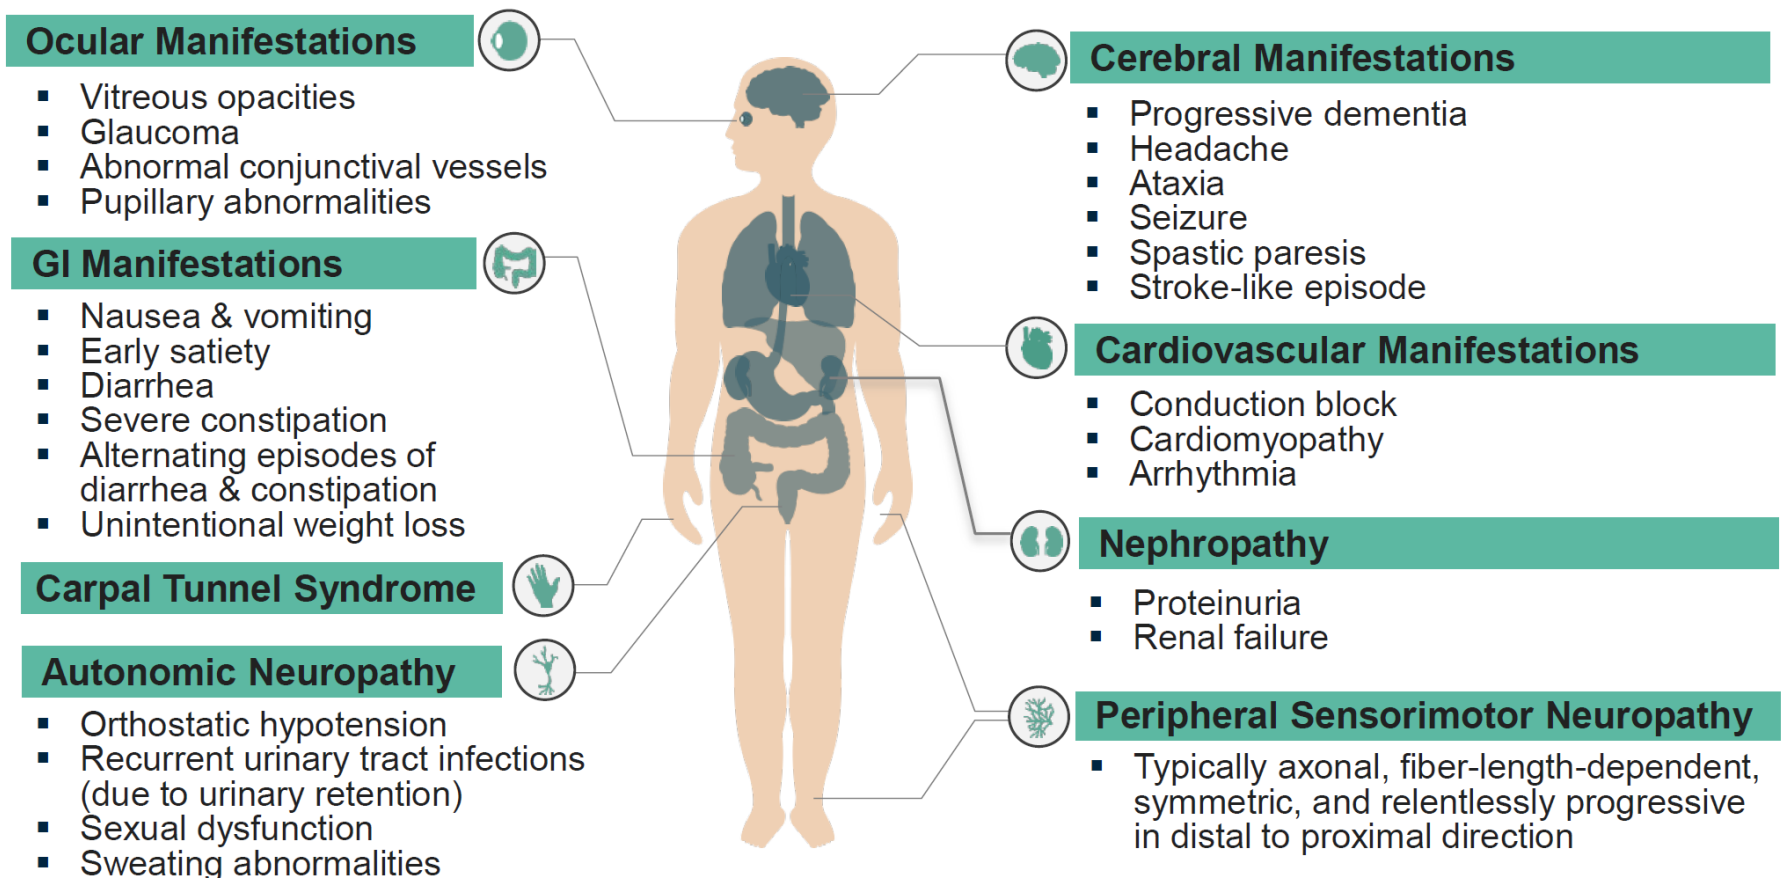 Ocular Manifestations
▪ Vitreous opacities
▪ Glaucoma
▪ Abnormal conjunctival vessels
▪ Pupillary abnormalities
GI Manifestations
▪ Nausea & vomiting
▪ Early satiety
▪ Diarrhea
▪ Severe constipation
▪ Alternating episodes of
diarrhea & constipation
▪ Unintentional weight loss
Carpal Tunnel Syndrome
Autonomic Neuropathy
▪ Orthostatic hypotension
▪ Recurrent urinary tract infections
(due to urinary retention)
▪ Sexual dysfunction
▪ Sweating abnormalities
Cerebral Manifestations
▪ Progressive dementia
▪ Headache
▪ Ataxia
▪ Seizure
▪ Spastic paresis
▪ Stroke-like episode
Cardiovascular Manifestations
▪ Conduction block
▪ Cardiomyopathy
▪ Arrhythmia
Nephropathy
▪ Proteinuria
▪ Renal failure
Peripheral Sensorimotor Neuropathy
▪ Typically axonal, fiber-length-dependent,
symmetric, and relentlessly progressive
in distal to proximal direction